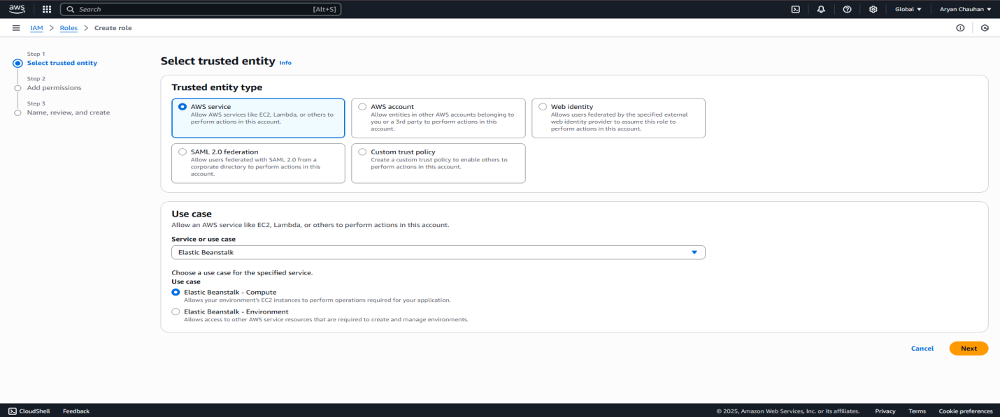 aws
Search
[Alt+S]
Global
Aryan Chauhan
IAM
Roles
Create role
Step 1
Select trusted entity
Step 2
Add permissions
Step 3
Name, review, and create
Select trusted entity Info
Trusted entity type
AWS service
Allow AWS services like EC2, Lambda, or others to
perform actions in this account.
AWS account
Allow entities in other AWS accounts belonging to
you or a 3rd party to perform actions in this
account.
Web identity
Allows users federated by the specified external
web identity provider to assume this role to
perform actions in this account.
SAML 2.0 federation
Allow users federated with SAML 2.0 from a
corporate directory to perform actions in this
account.
Custom trust policy
Create a custom trust policy to enable others to
perform actions in this account.
Use case
Allow an AWS service like EC2, Lambda, or others to perform actions in this account.
Service or use case
Elastic Beanstalk
Choose a use case for the specified service.
Use case
Elastic Beanstalk - Compute
Allows your environment's EC2 instances to perform operations required for your application.
Elastic Beanstalk - Environment
Allows access to other AWS service resources that are required to create and manage environments.
Cancel
Next
CloudShell
Feedback
© 2025, Amazon Web Services, Inc. or its affiliates.
Privacy
Terms
Cookie preferences